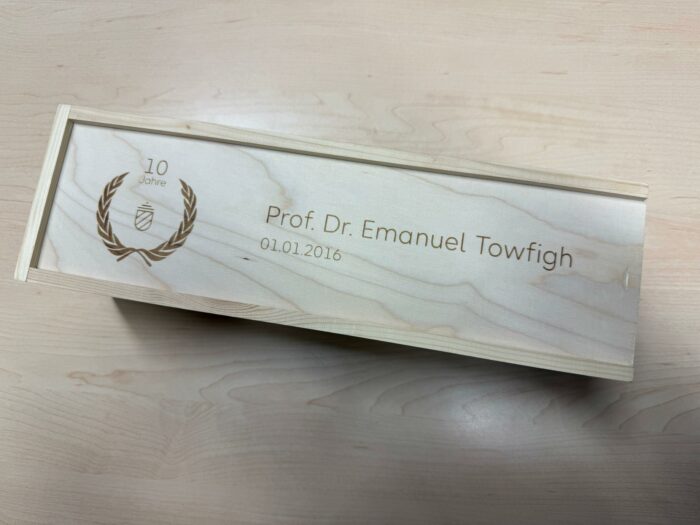 10
Jahre
Prof. Dr. Emanuel Towfigh
01.01.2016